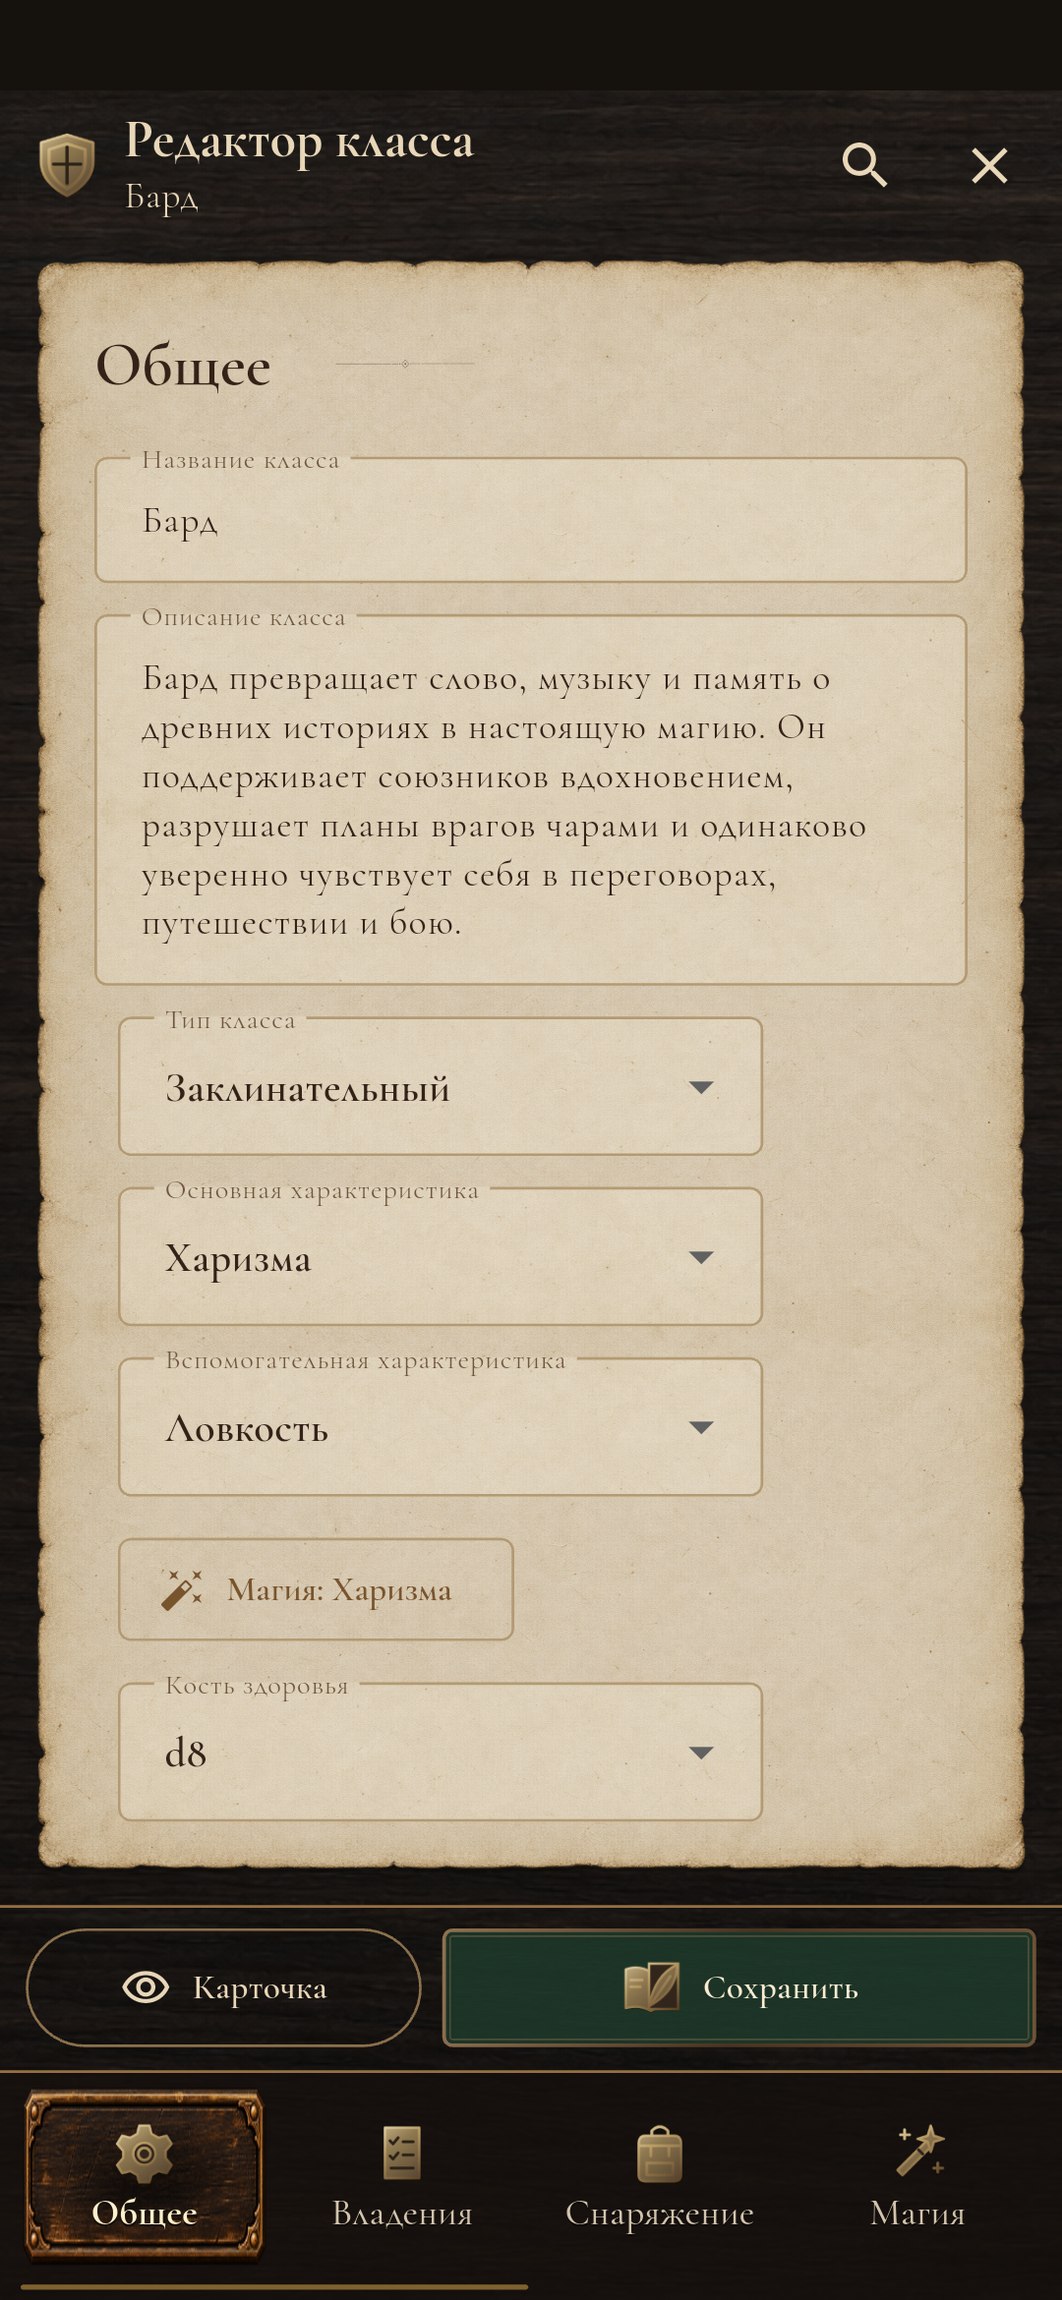 Редактор класса
Бард
Общее
Название класса
Бард
Описание класса
Бард превращает слово, музыку и память о
древних историях в настоящую магию. Он
поддерживает союзников вдохновением,
разрушает планы врагов чарами и одинаково
уверенно чувствует себя в переговорах,
путешествии и бою.
Тип класса
Заклинательный
Основная характеристика
Харизма
Вспомогательная характеристика
Ловкость
Магия: Харизма
Кость здоровья
d8
Карточка
Сохранить
Общее
Владения
Снаряжение
Магия